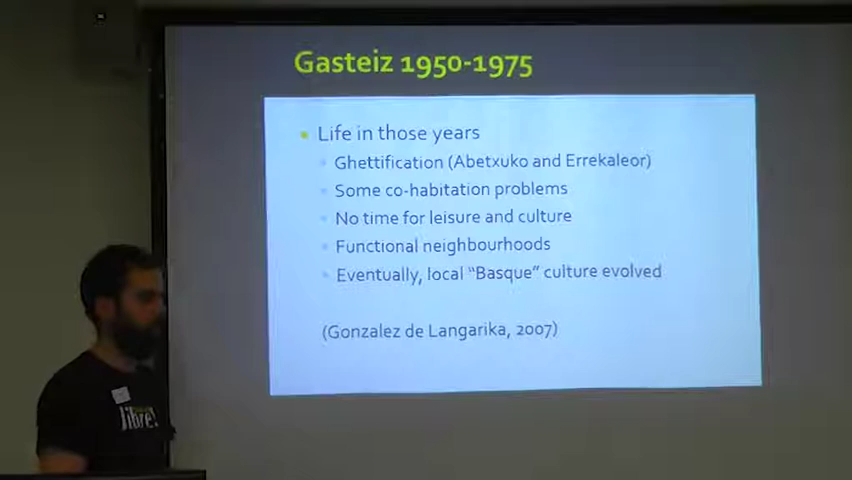 Gasteiz 1950-1975
Life in those years
Ghettification (Abetxuko and Errekaleor)
Some co-habitation problems
No time for leisure and culture
Functional neighbourhoods
Eventually, local “Basque” culture evolved
(Gonzalez de Langarika, 2007)
libre!